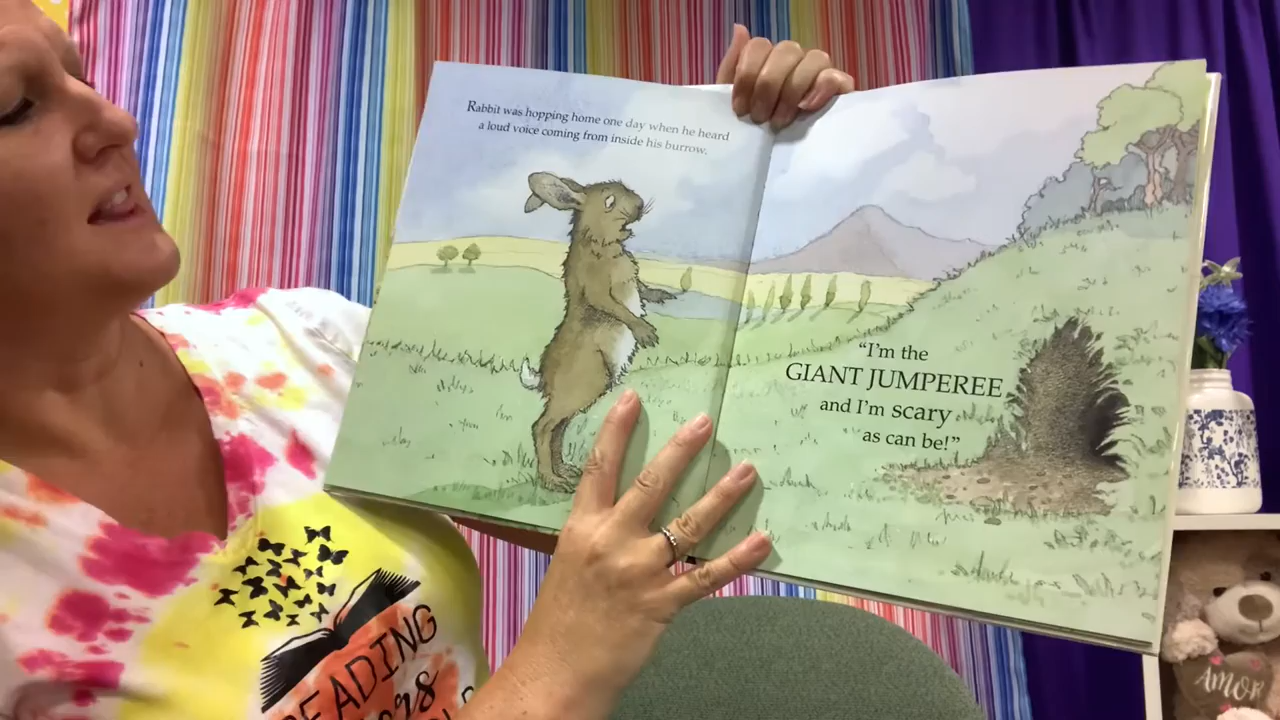 Rabbit was hopping home one day when he heard
a loud voice coming from inside his burrow.
"I'm the
GIANT JUMPEREE
and I'm scary
as can be!"
EADING
AMOR